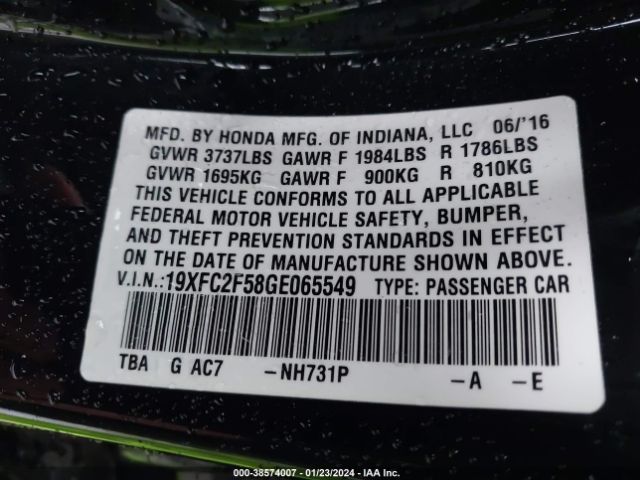 MFD. BY HONDA MFG. OF INDIANA, LLC 06/'16
GVWR 3737LBS GAWR F 1984LBS R 1786LBS
GVWR 1695KG GAWR F 900KG R 810KG
THIS VEHICLE CONFORMS TO ALL APPLICABLE
FEDERAL MOTOR VEHICLE SAFETY, BUMPER,
AND THEFT PREVENTION STANDARDS IN EFFECT
ON THE DATE OF MANUFACTURE SHOWN ABOVE.
V.I.N.:19XFC2F58GE065549 TYPE: PASSENGER CAR
TBA G AC7 -NH731P -A -E
000-38574007 - 01/23/2024 - IAA Inc.